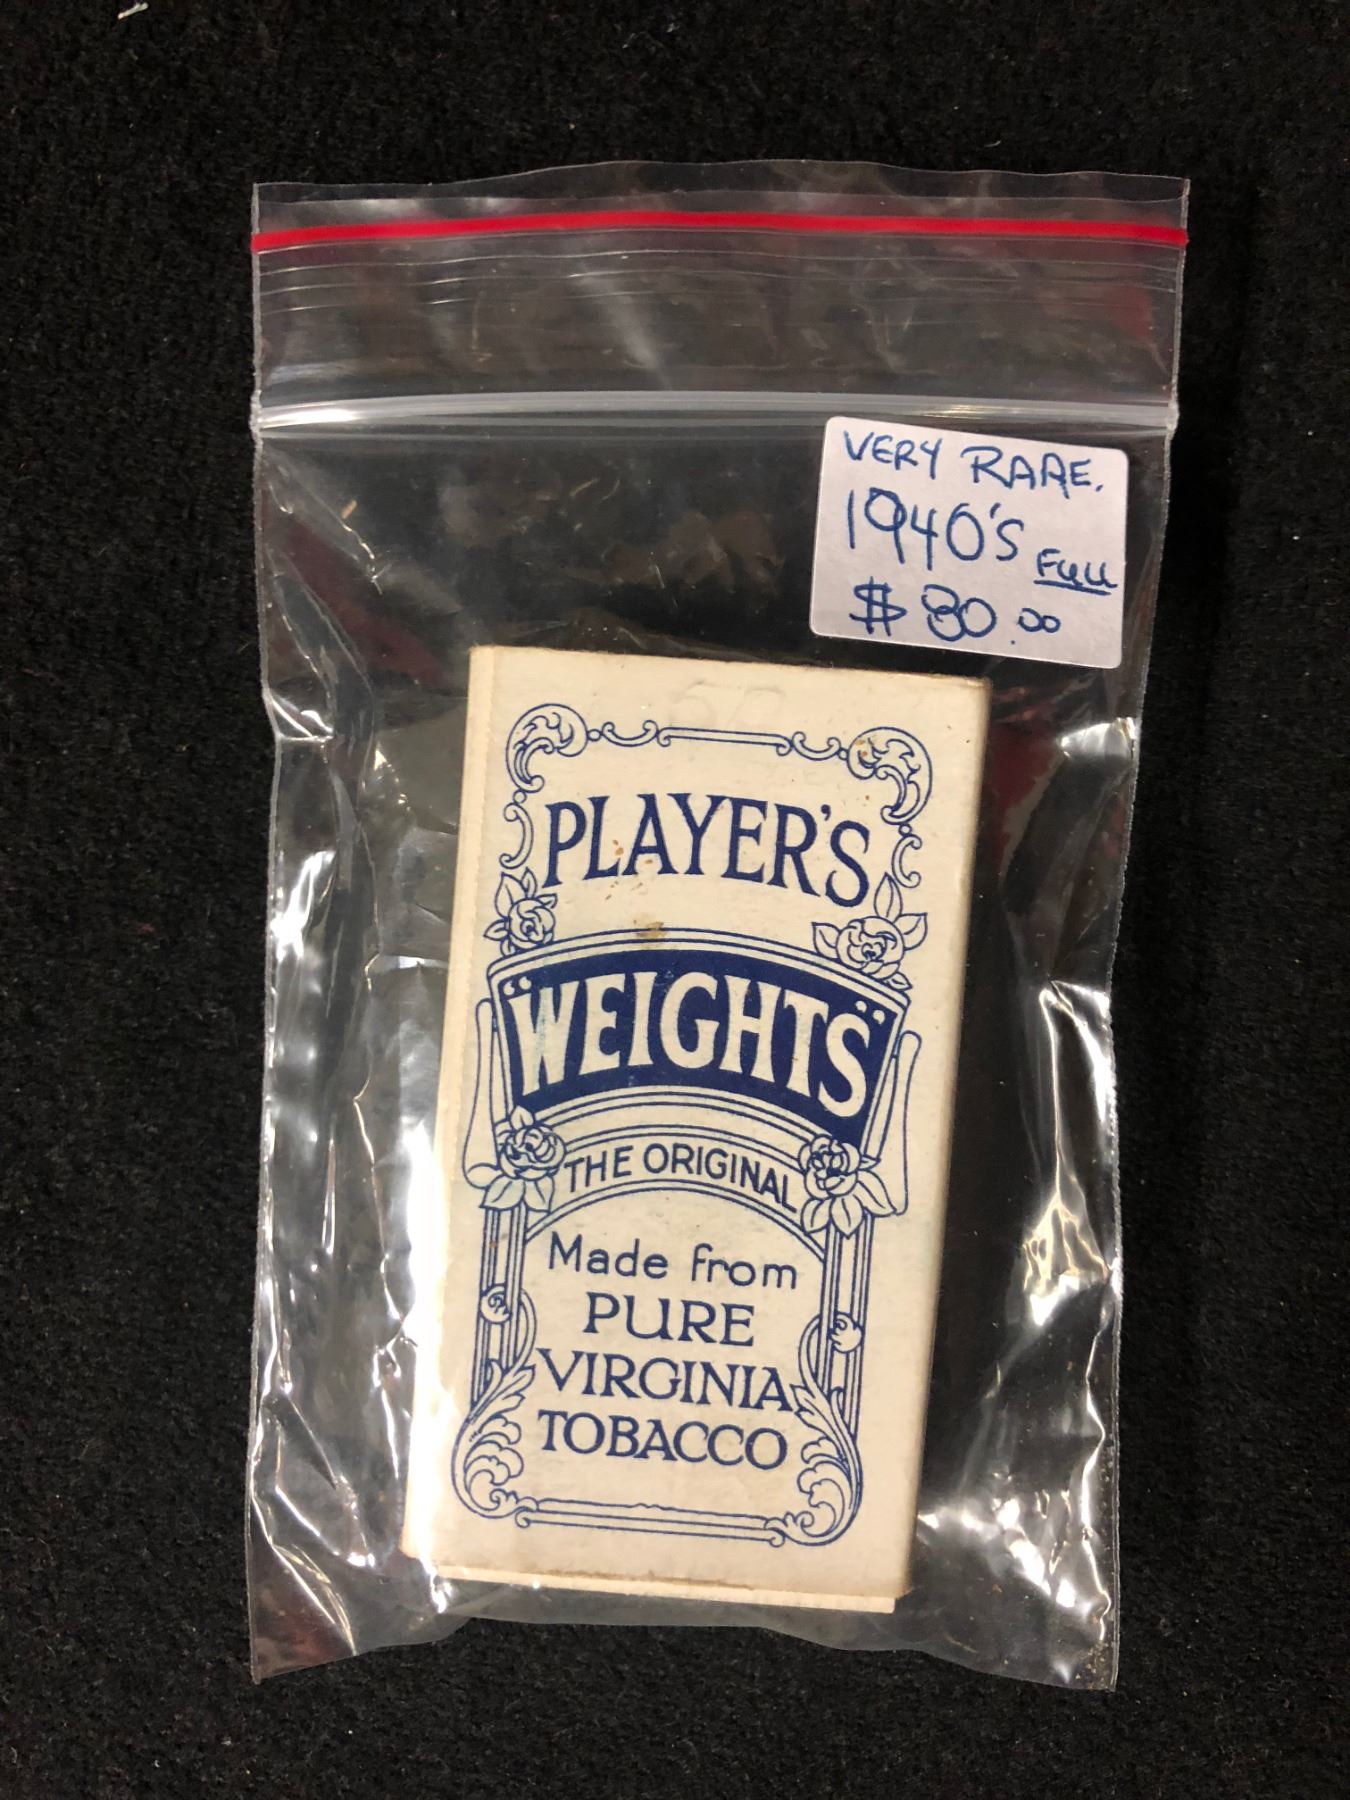 VERY RARE.
1940'S Full
$80.00
PLAYER'S
"WEIGHTS"
THE ORIGINAL
Made from
PURE
VIRGINIA
TOBACCO